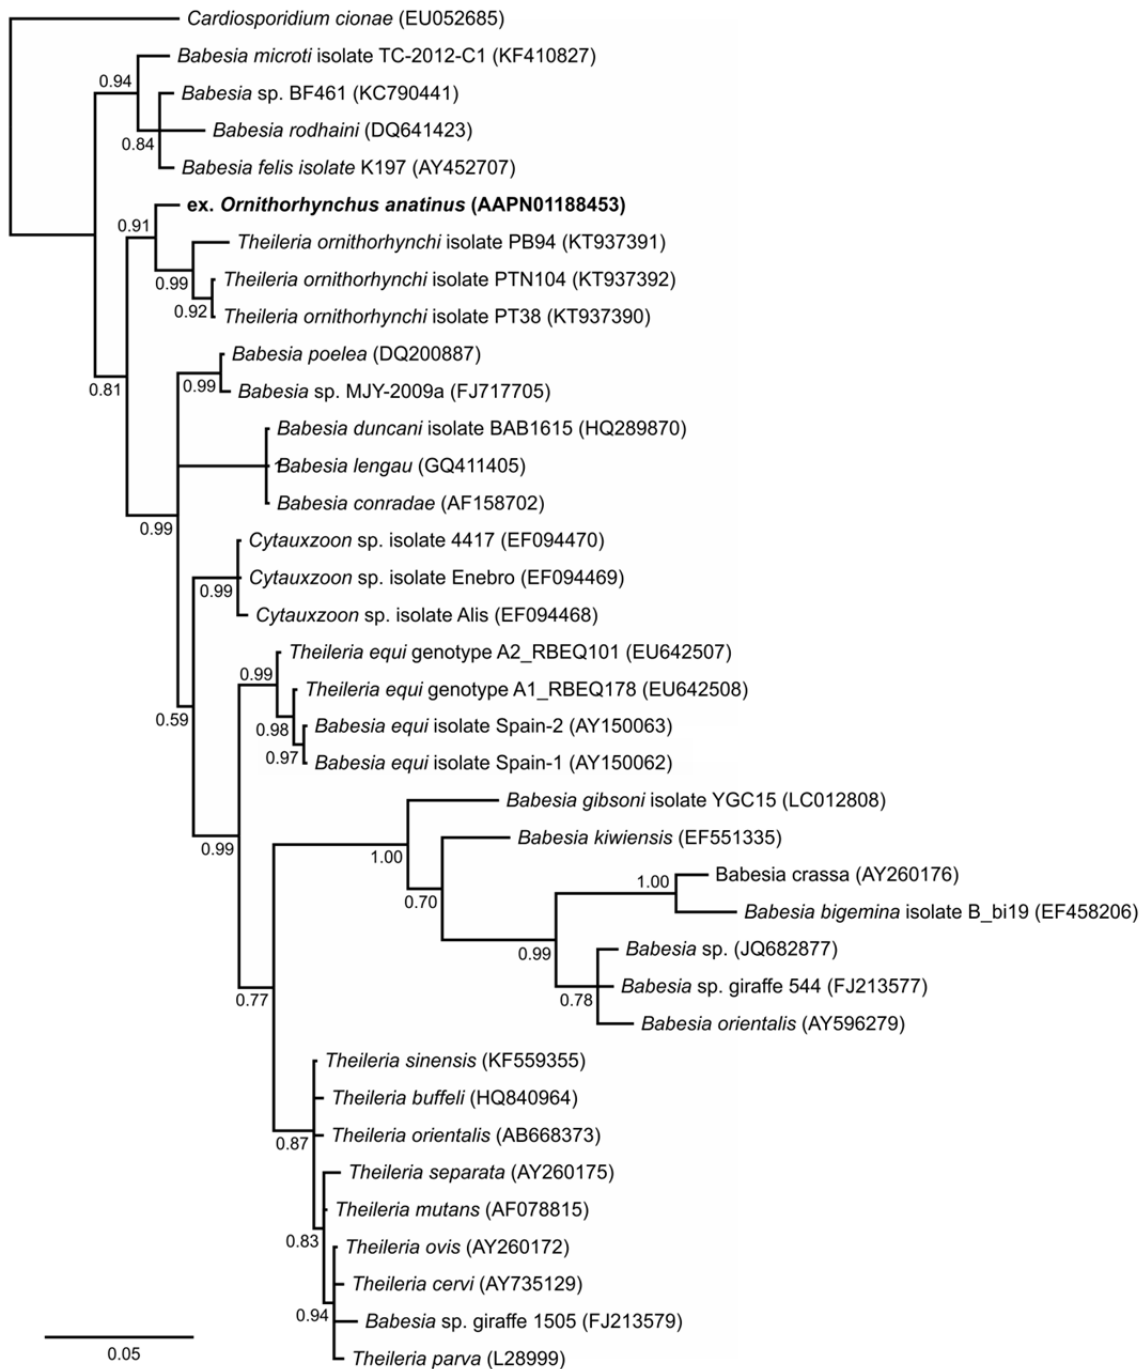 Cardiosporidium cionae (EU052685)
Babesia microti isolate TC-2012-C1 (KF410827)
0.94
Babesia sp. BF461 (KC790441)
Babesia rodhaini (DQ641423)
0.84
Babesia felis isolate K197 (AY452707)
ex. Ornithorhynchus anatinus (AAPN01188453)
0.91
Theileria ornithorhynchi isolate PB94 (KT937391)
0.99
Theileria ornithorhynchi isolate PTN104 (KT937392)
0.92
Theileria ornithorhynchi isolate PT38 (KT937390)
Babesia poelea (DQ200887)
0.81
0.99
Babesia sp. MJY-2009a (FJ717705)
Babesia duncani isolate BAB1615 (HQ289870)
1
Babesia lengau (GQ411405)
Babesia conradae (AF158702)
0.99
Cytauxzoon sp. isolate 4417 (EF094470)
Cytauxzoon sp. isolate Enebro (EF094469)
0.99
Cytauxzoon sp. isolate Alis (EF094468)
Theileria equi genotype A2_RBEQ101 (EU642507)
0.99
Theileria equi genotype A1_RBEQ178 (EU642508)
0.59
0.98
Babesia equi isolate Spain-2 (AY150063)
0.97
Babesia equi isolate Spain-1 (AY150062)
Babesia gibsoni isolate YGC15 (LC012808)
Babesia kiwiensis (EF551335)
0.99
1.00
Babesia crassa (AY260176)
1.00
0.70
Babesia bigemina isolate B_bi19 (EF458206)
Babesia sp. (JQ682877)
0.99
Babesia sp. giraffe 544 (FJ213577)
0.77
0.78
Babesia orientalis (AY596279)
Theileria sinensis (KF559355)
Theileria buffeli (HQ840964)
Theileria orientalis (AB668373)
0.87
Theileria separata (AY260175)
Theileria mutans (AF078815)
0.83
Theileria ovis (AY260172)
Theileria cervi (AY735129)
0.94
Babesia sp. giraffe 1505 (FJ213579)
Theileria parva (L28999)
0.05